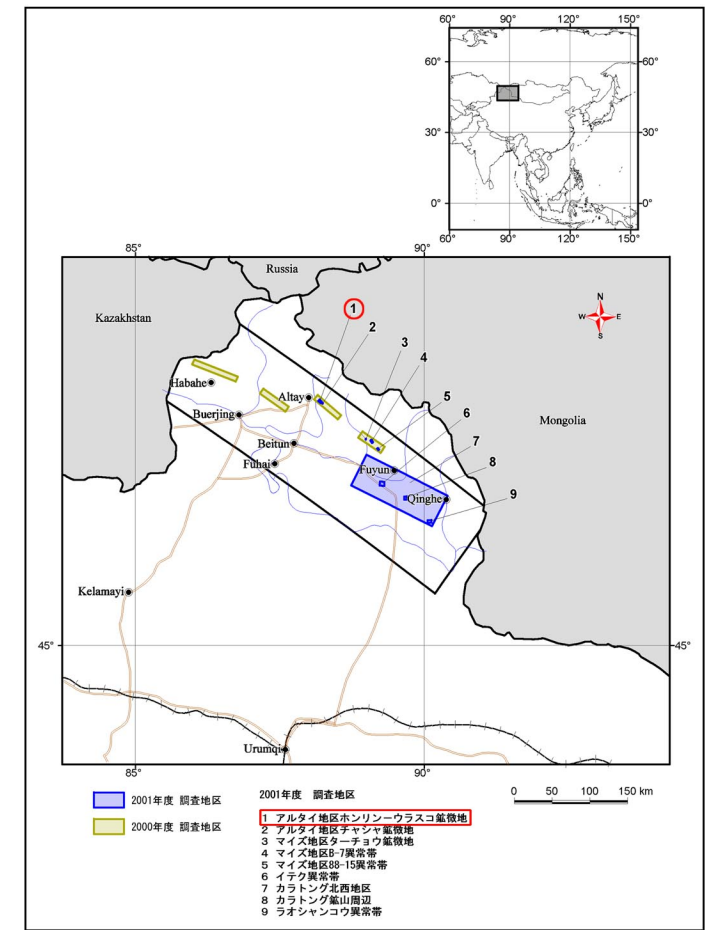 60° 90° 120° 150°
60° 60°
30° 30°
0° 0°
60° 90° 120° 150°
85° 90°
Russia
Kazakhstan
Mongolia
N
W E
S
1
2
3
4
5
6
7
8
9
Habahe
Altay
Buerjing
Beitun
Fuhai
Fuyun
Qinghe
Kelamayi
45° 45°
Urumqi
85° 90°
2001年度 調査地区
2000年度 調査地区
2001年度 調査地区
1 アルタイ地区ホンリンーウラスコ鉱微地
2 アルタイ地区チャシャ鉱微地
3 マイズ地区ターチョウ鉱微地
4 マイズ地区B-7異常帯
5 マイズ地区88-15異常帯
6 イテク異常帯
7 カラトング北西地区
8 カラトング鉱山周辺
9 ラオシャンコウ異常帯
0 50 100 150 km